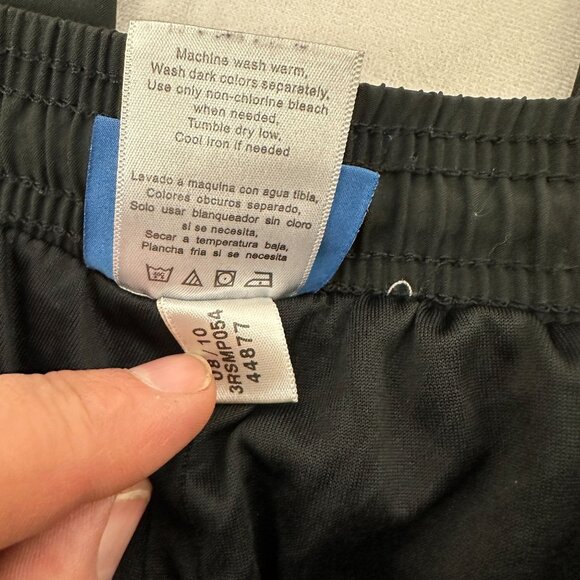 Machine wash warm,
Wash dark colors separately,
Use only non-chlorine bleach
when needed,
Tumble dry low,
Cool iron if needed
Levado a maquina con agua tibia,
Colores obscuros separado,
Solo usar blanqueador sin cloro
si se necesita,
Secar a temperatura baja,
Plancha fria si se necesita
08/10
3RSMP054
44877